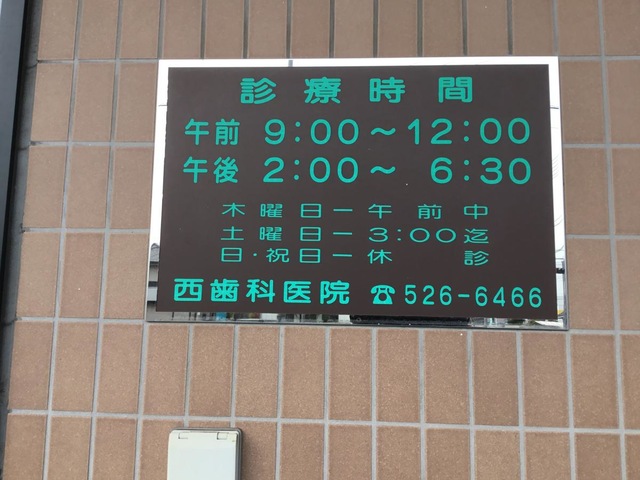 診療時間
午前 9:00～12:00
午後 2:00～ 6:30
木曜日ー午前中
土曜日ー3:00迄
日・祝日ー休 診
西歯科医院 ☎526-6466